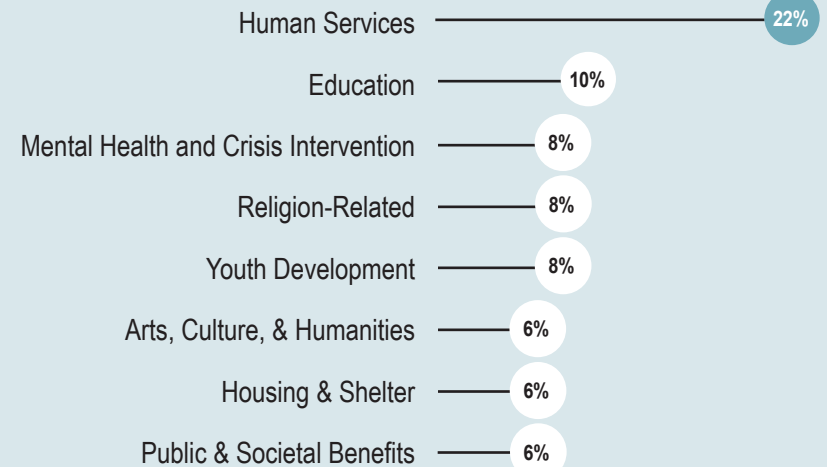 Human Services 22%
Education 10%
Mental Health and Crisis Intervention 8%
Religion-Related 8%
Youth Development 8%
Arts, Culture, & Humanities 6%
Housing & Shelter 6%
Public & Societal Benefits 6%